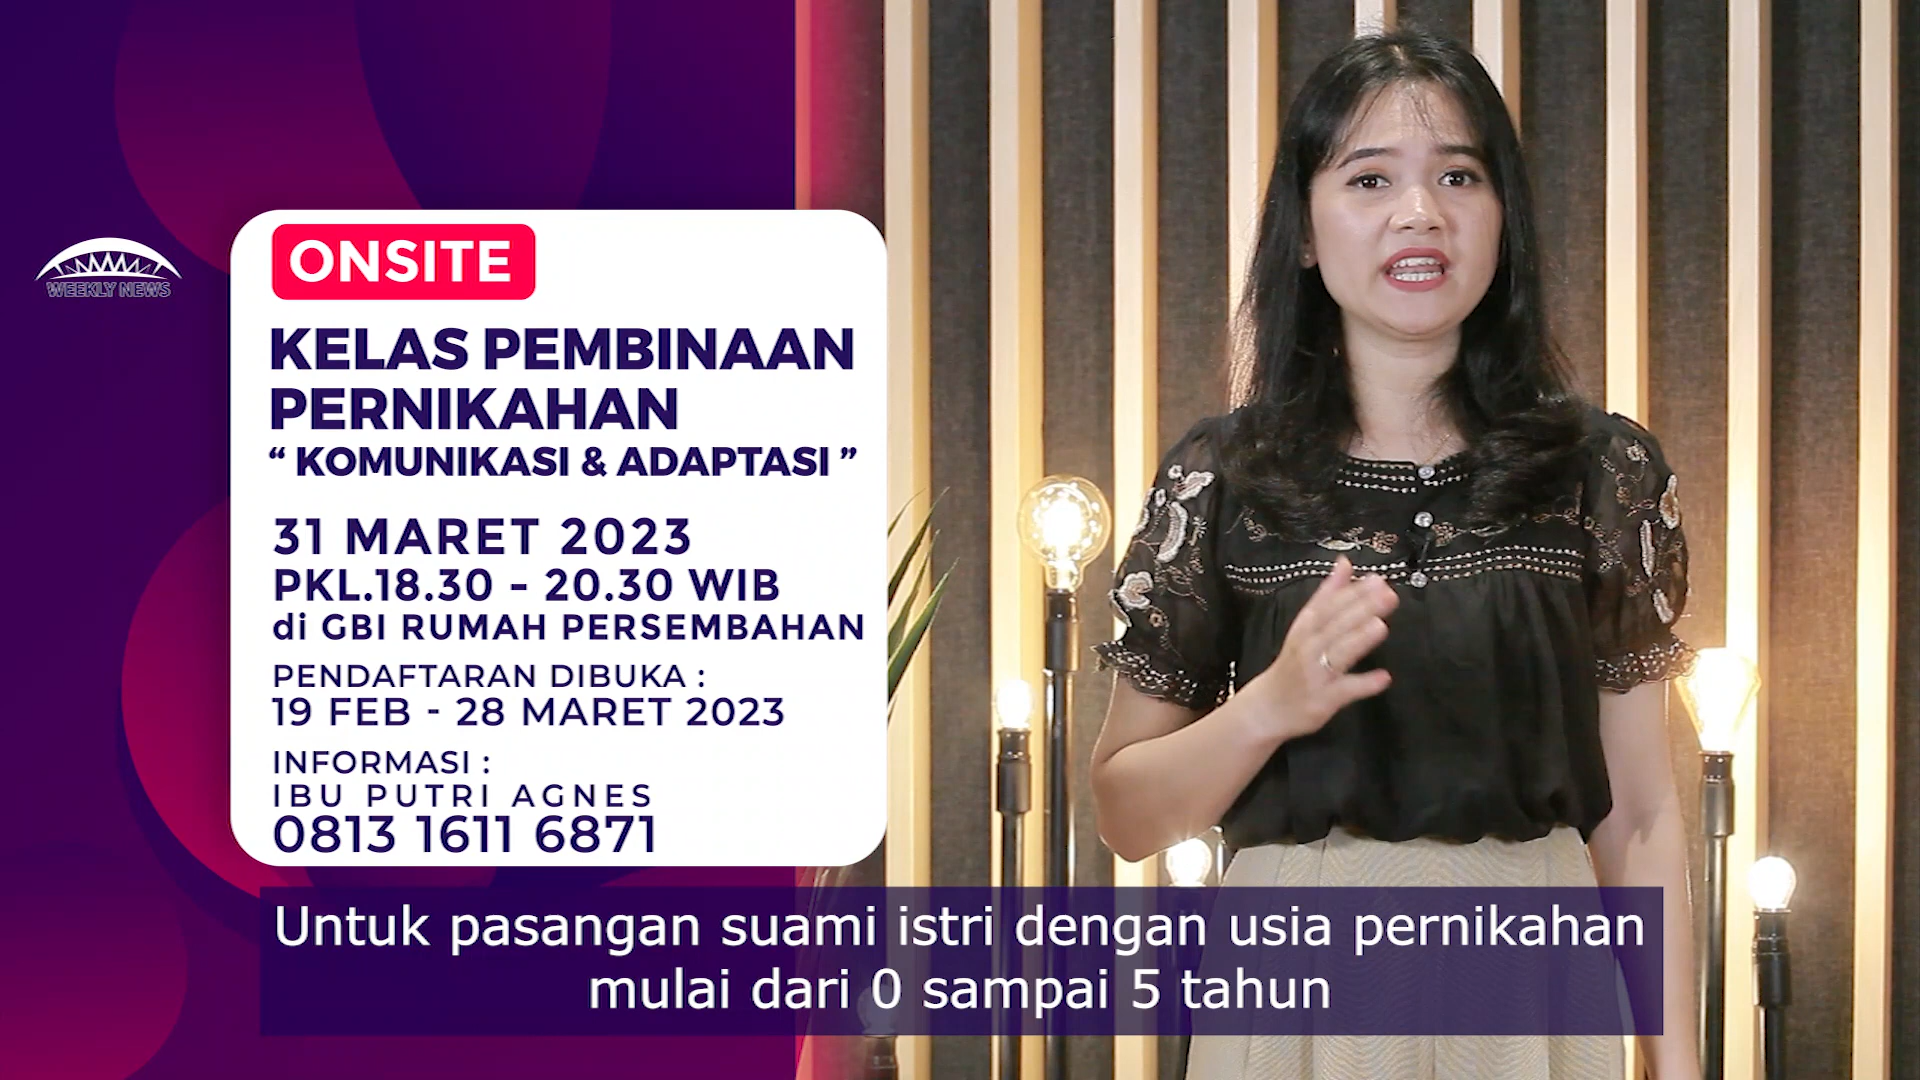 WEEKLY NEWS
ONSITE
KELAS PEMBINAAN
PERNIKAHAN
“ KOMUNIKASI & ADAPTASI ”
31 MARET 2023
PKL.18.30 - 20.30 WIB
di GBI RUMAH PERSEMBAHAN
PENDAFTARAN DIBUKA :
19 FEB - 28 MARET 2023
INFORMASI :
IBU PUTRI AGNES
0813 1611 6871
Untuk pasangan suami istri dengan usia pernikahan
mulai dari 0 sampai 5 tahun